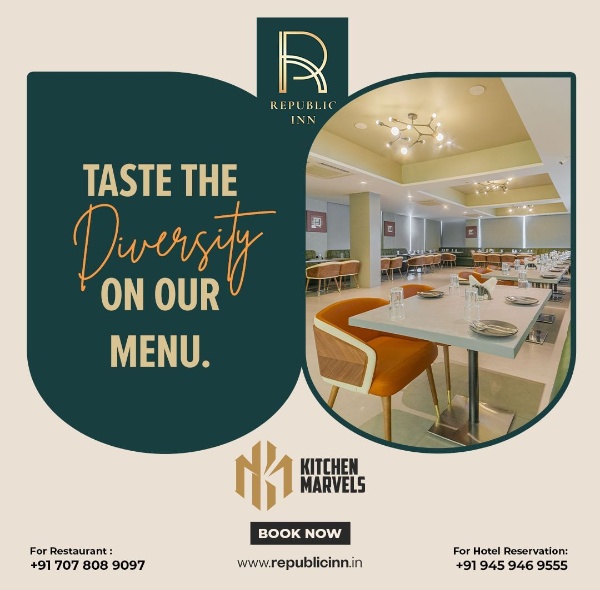 REPUBLIC
INN
TASTE THE
Diversity
ON OUR
MENU.
KITCHEN
MARVELS
BOOK NOW
www.republicinn.in
For Restaurant :
+91 707 808 9097
For Hotel Reservation:
+91 945 946 9555